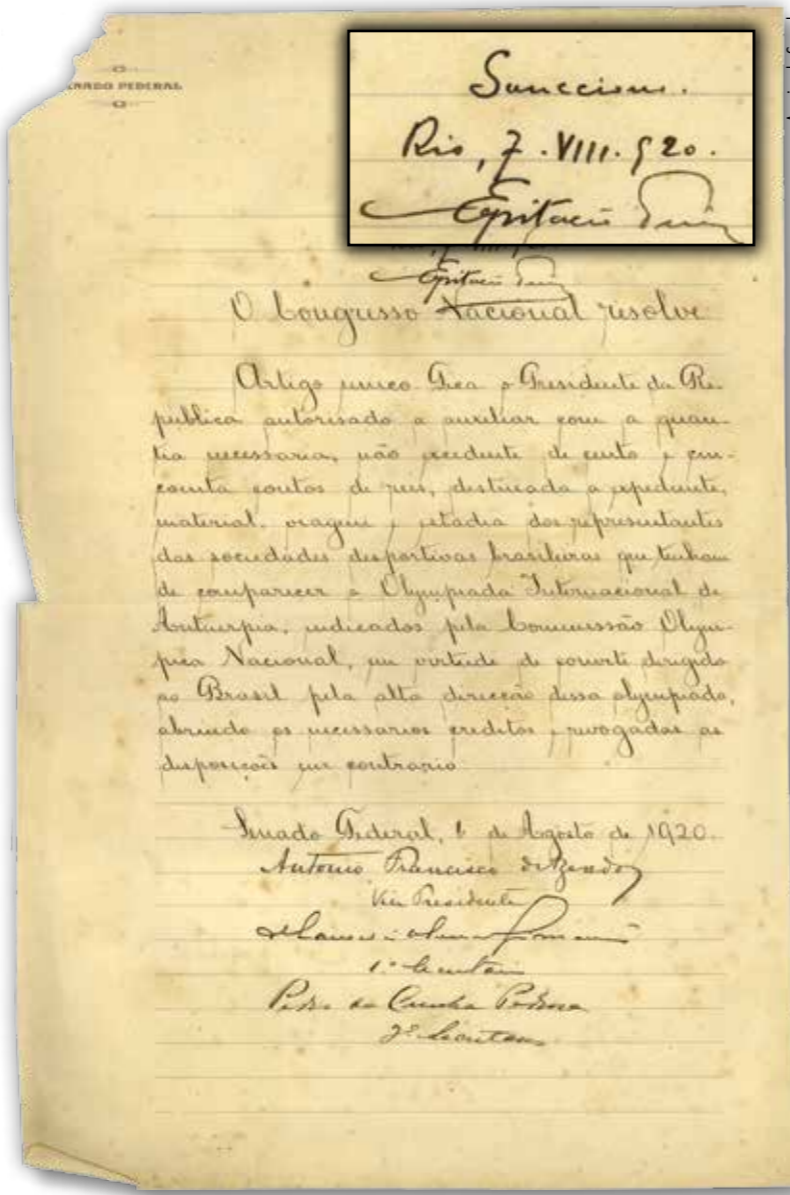 SENADO FEDERAL
Sancciono.
Rio, 7.VIII.920.
Epitacio
Epitacio
O Congresso Nacional resolve
Artigo unico Fica o Presidente da Re-
publica autorisado a auxiliar com a quan-
tia necessaria, não excedente de cento e cin-
coenta contos de reis, destinada a expediente,
material, viagem e estadia dos representantes
das sociedades desportivas brasileiras que tenham
de comparecer a Olympiada Internacional de
Antuerpia, indicados pela Commissão Olym-
pica Nacional, em virtude de convite dirigido
ao Brasil pela alta direcção dessa olympiada,
abrindo os necessarios creditos e revogadas as
disposições em contrario
Senado Federal, 6 de Agosto de 1920.
Antonio Francisco de Azeredo
Vice Presidente
1º Secretario
Pedro da Cunha Pedrosa
2º Secretario